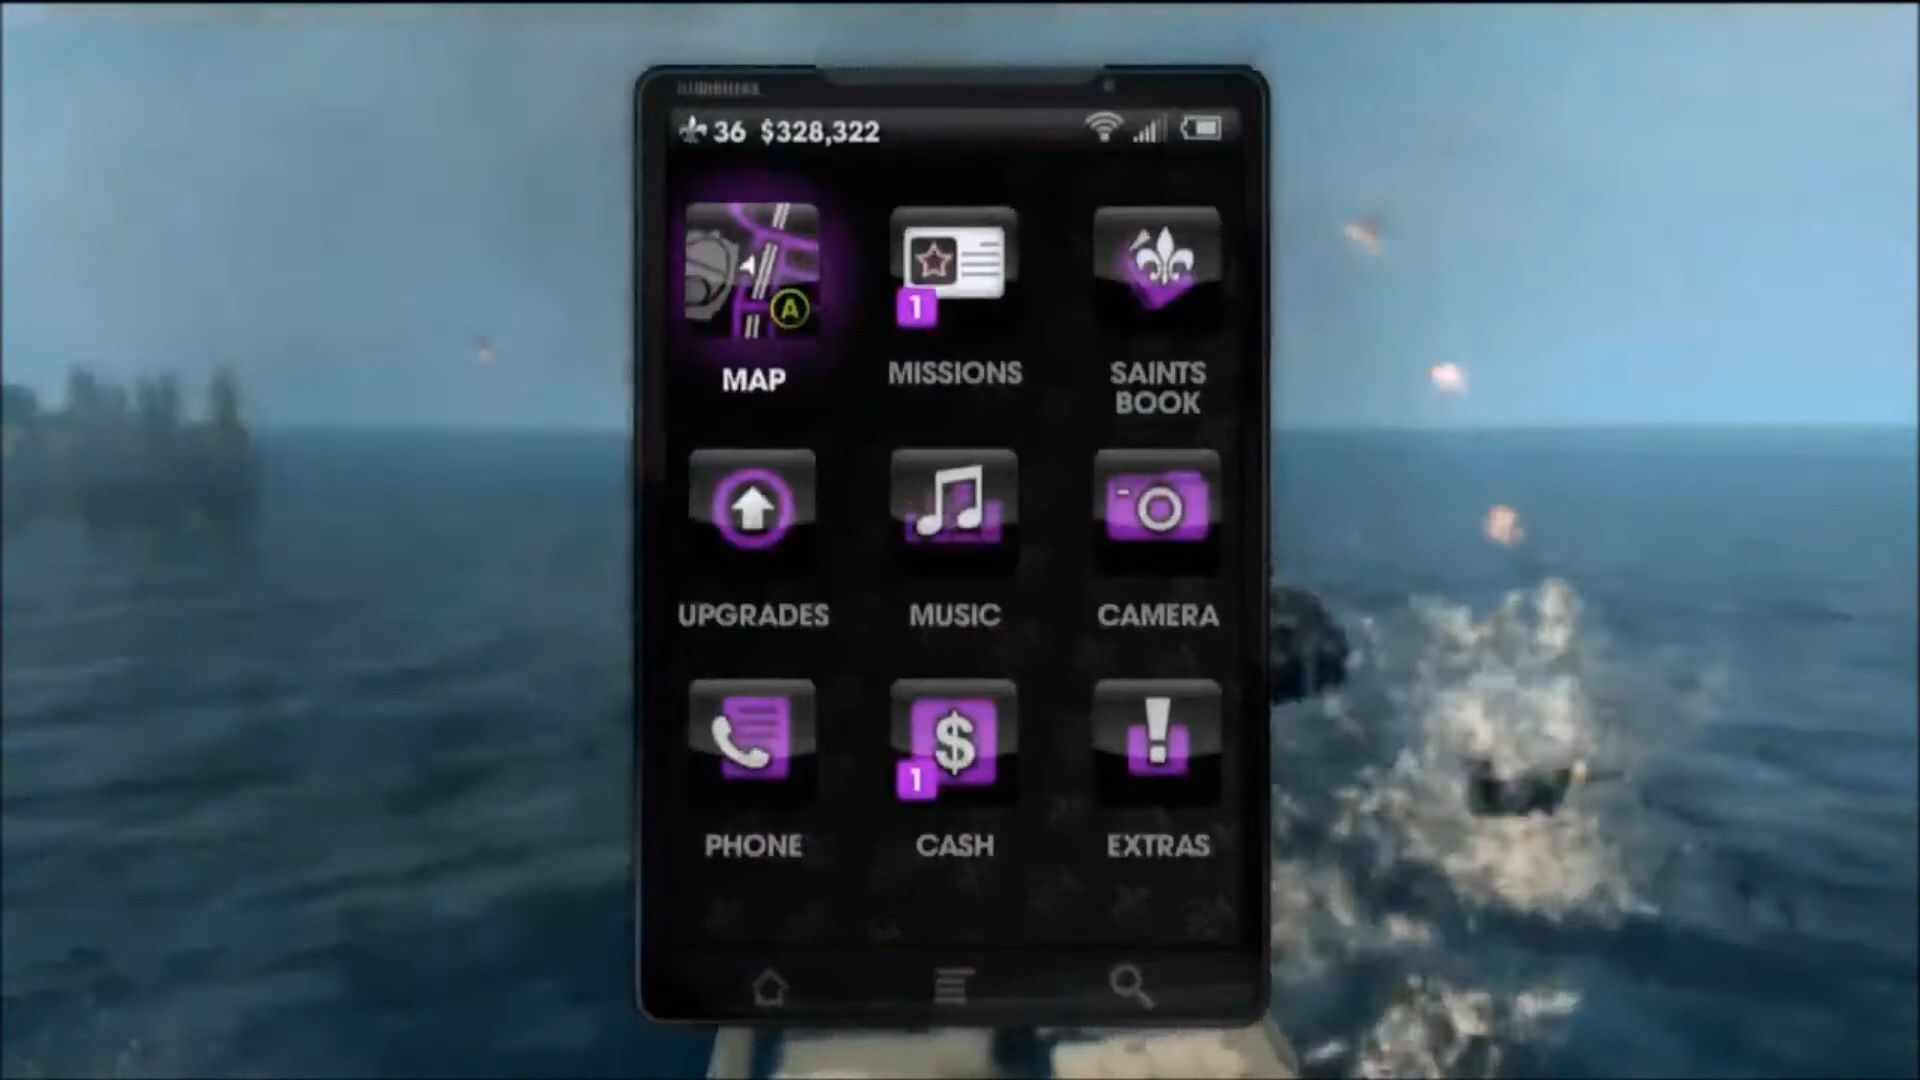 36 $328,322
A
MAP
1
MISSIONS
SAINTS
BOOK
UPGRADES
MUSIC
CAMERA
PHONE
$
1
CASH
!
EXTRAS